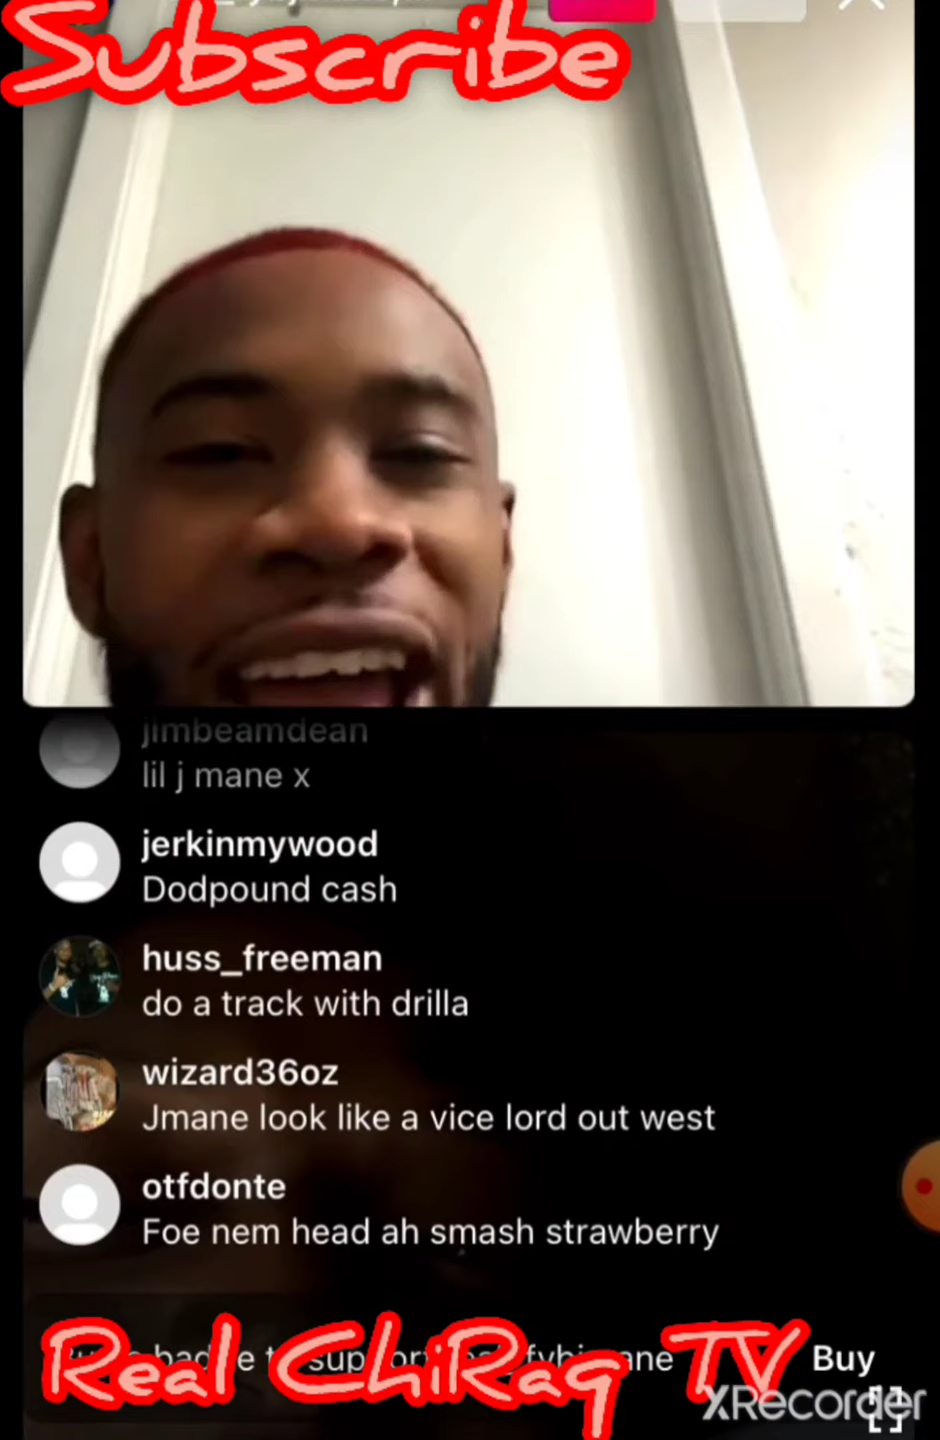 Subscribe
jimbeamdean
lil j mane x
jerkinmywood
Dodpound cash
huss_freeman
do a track with drilla
wizard36oz
Jmane look like a vice lord out west
otfdonte
Foe nem head ah smash strawberry
Real ChiRaq TV
Buy
XRecorder